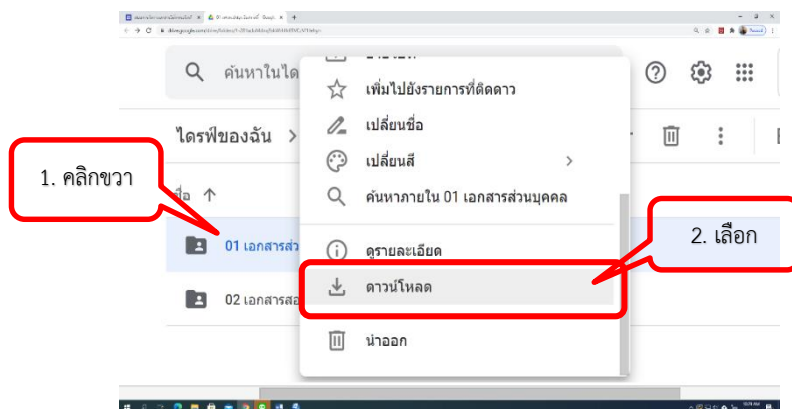 ค้นหาในได
เพิ่มไปยังรายการที่ติดดาว
เปลี่ยนชื่อ
ไดรฟ์ของฉัน >
เปลี่ยนสี >
1. คลิกขวา
ชื่อ ↑
ค้นหาภายใน 01 เอกสารส่วนบุคคล
01 เอกสารส่ว
ดูรายละเอียด
2. เลือก
ดาวน์โหลด
02 เอกสารสอ
นำออก